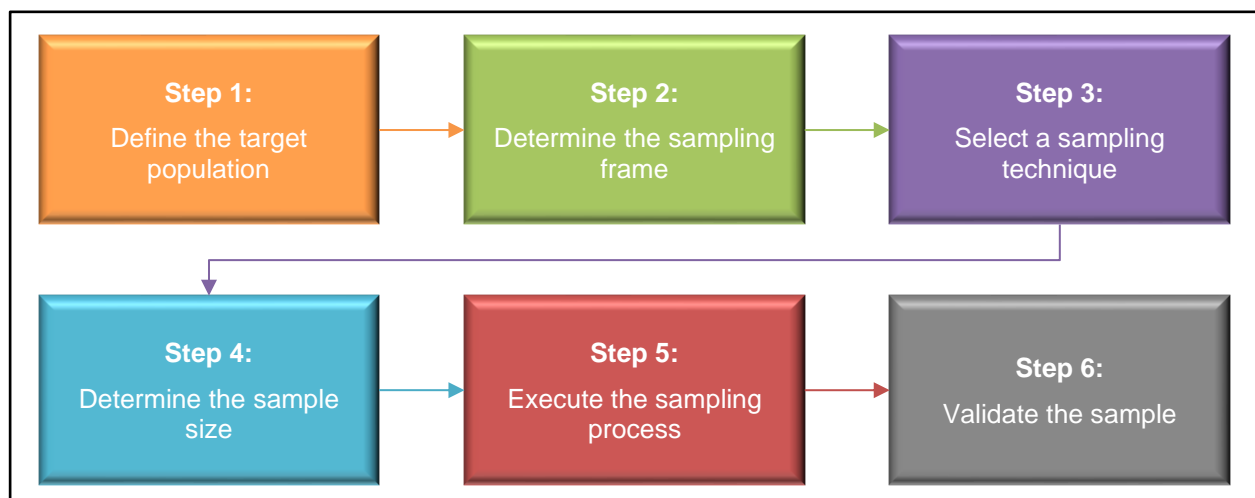 Step 1:
Define the target
population
Step 2:
Determine the sampling
frame
Step 3:
Select a sampling
technique
Step 4:
Determine the sample
size
Step 5:
Execute the sampling
process
Step 6:
Validate the sample